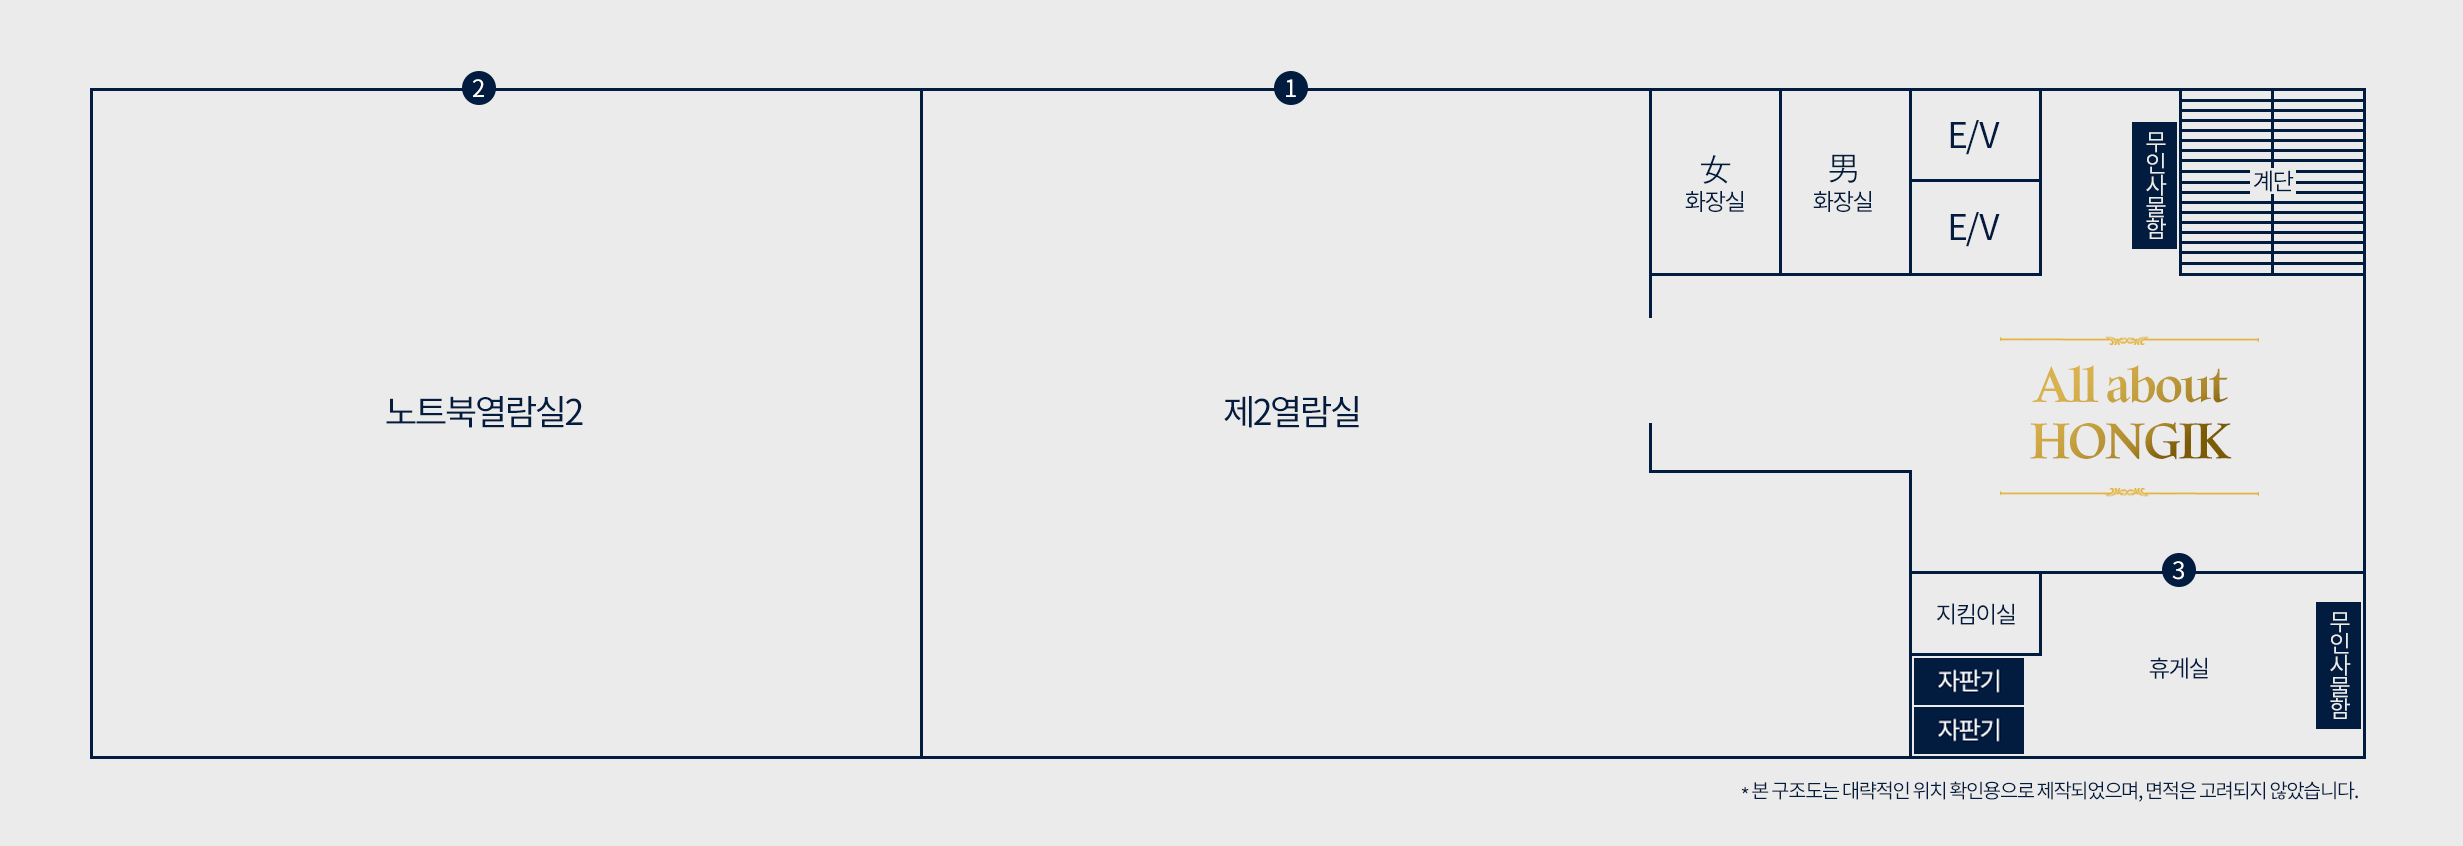 2
1
女
화장실
男
화장실
E/V
E/V
무인사물함
계단
노트북열람실2
제2열람실
All about
HONGIK
3
지킴이실
자판기
자판기
휴게실
무인사물함
* 본 구조도는 대략적인 위치 확인용으로 제작되었으며, 면적은 고려되지 않았습니다.